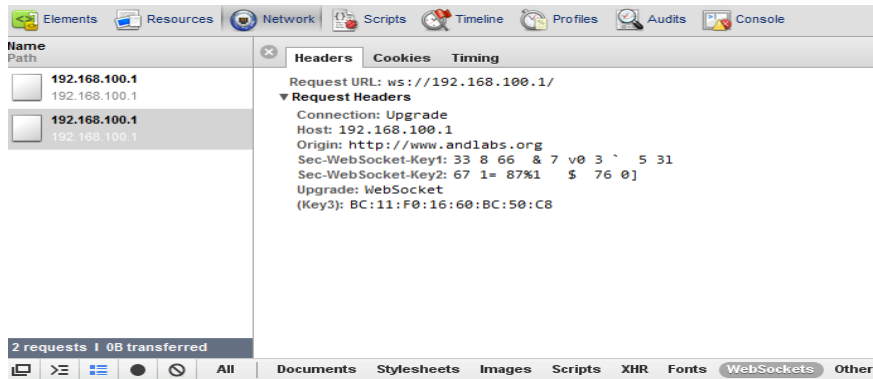 Elements Resources Network Scripts Timeline Profiles Audits Console
Name
Path
192.168.100.1
192.168.100.1
192.168.100.1
192.168.100.1
2 requests I 0B transferred
Headers Cookies Timing
Request URL: ws://192.168.100.1/
Request Headers
Connection: Upgrade
Host: 192.168.100.1
Origin: http://www.andlabs.org
Sec-WebSocket-Key1: 33 8 66  & 7 v0 3 `  5 3l
Sec-WebSocket-Key2: 67 1= 87%1   $  76 0]
Upgrade: WebSocket
(Key3): BC:11:F0:16:60:BC:50:C8
All Documents Stylesheets Images Scripts XHR Fonts WebSockets Other